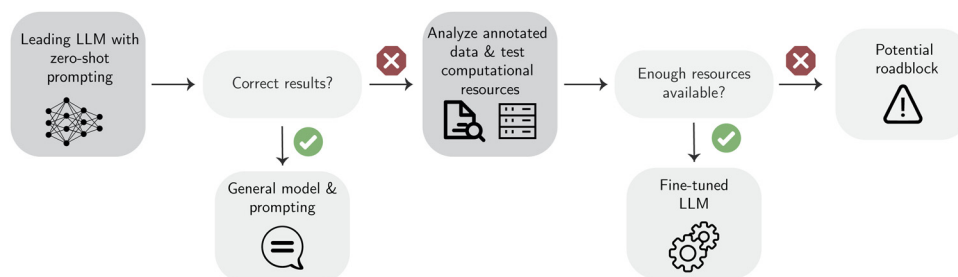 Leading LLM with
zero-shot
prompting
Correct results?
General model &
prompting
Analyze annotated
data & test
computational
resources
Enough resources
available?
Fine-tuned
LLM
Potential
roadblock